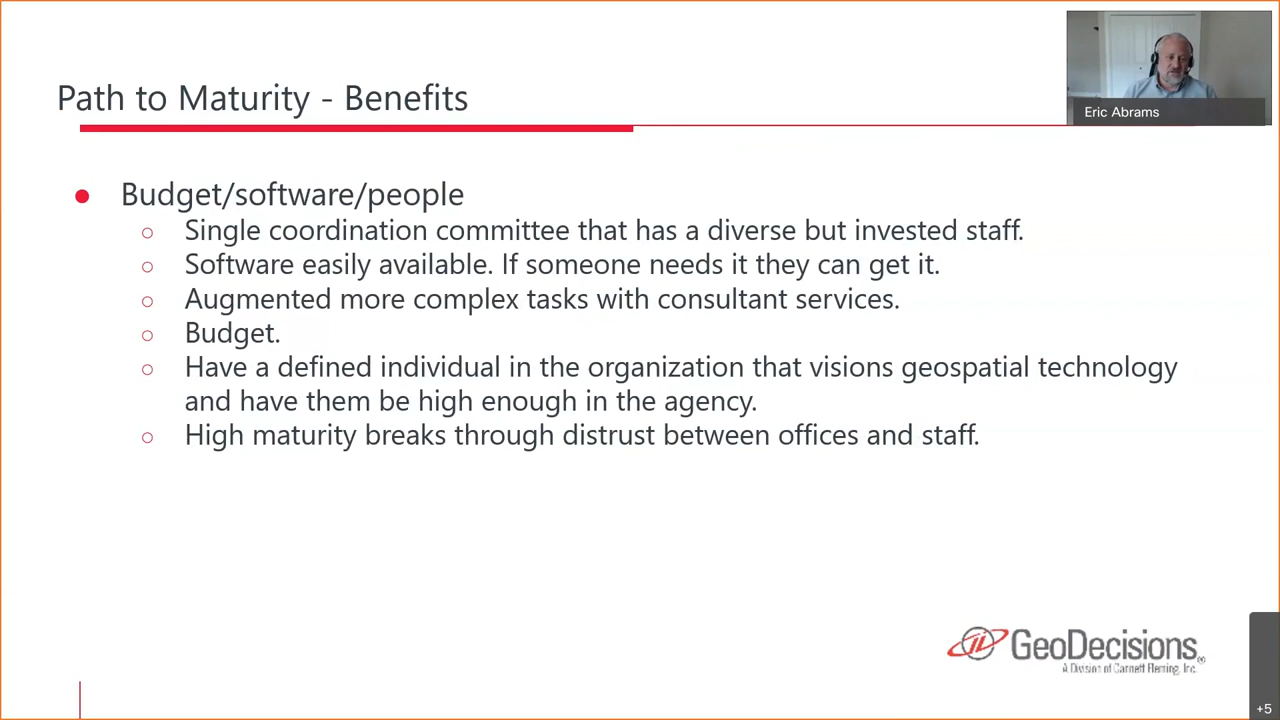 Path to Maturity - Benefits
Eric Abrams
● Budget/software/people
○ Single coordination committee that has a diverse but invested staff.
○ Software easily available. If someone needs it they can get it.
○ Augmented more complex tasks with consultant services.
○ Budget.
○ Have a defined individual in the organization that visions geospatial technology
and have them be high enough in the agency.
○ High maturity breaks through distrust between offices and staff.
GeoDecisions®
A Division of Gannett Fleming, Inc.
+5